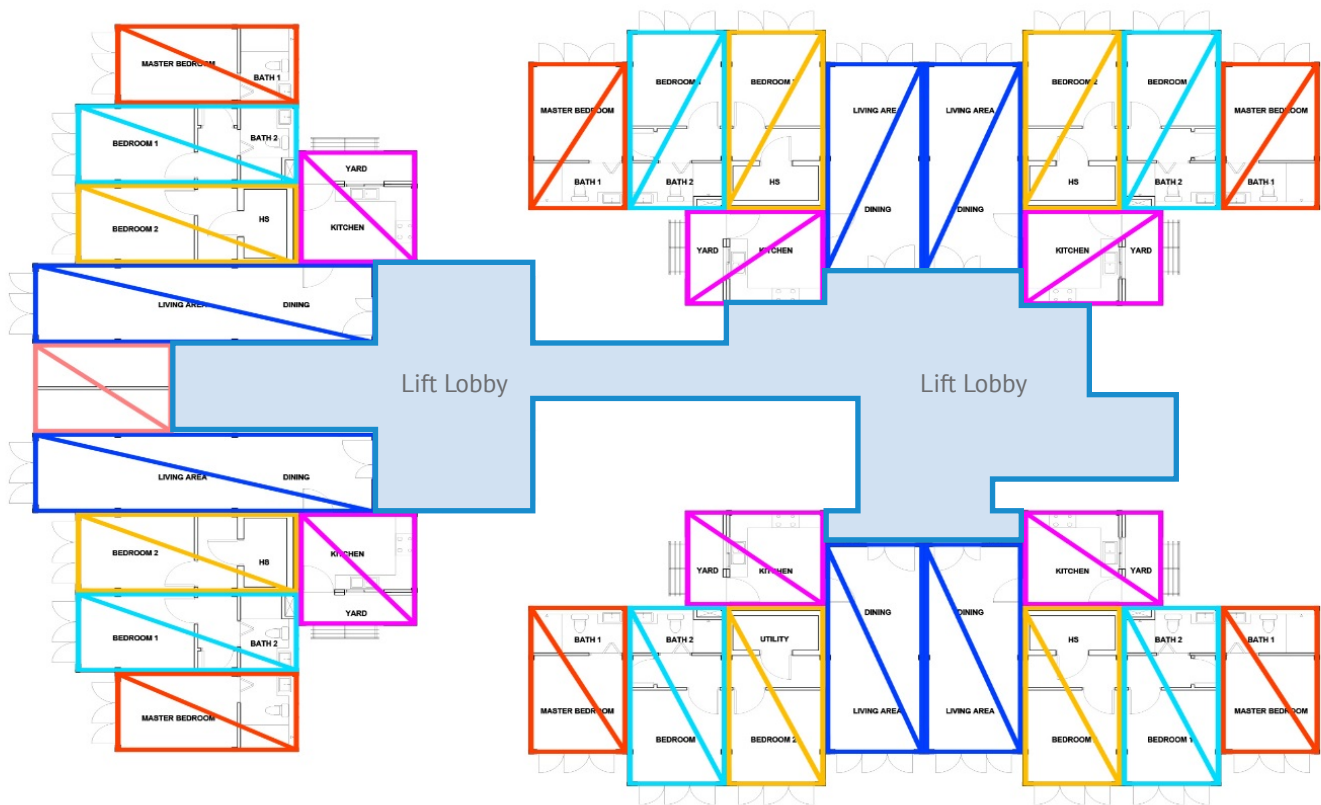 MASTER BEDROOM
BATH 1
BEDROOM 1
BATH 2
BEDROOM 2
HS
YARD
KITCHEN
LIVING AREA
DINING
Lift Lobby
LIVING AREA
DINING
BEDROOM 2
HS
KITCHEN
YARD
BEDROOM 1
BATH 2
MASTER BEDROOM
BEDROOM
BEDROOM
MASTER BEDROOM
LIVING AREA
BATH 1
BATH 2
HS
DINING
YARD
KITCHEN
BEDROOM 2
BEDROOM
LIVING AREA
MASTER BEDROOM
HS
BATH 2
BATH 1
DINING
KITCHEN
YARD
Lift Lobby
YARD
KITCHEN
DINING
BATH 1
BATH 2
UTILITY
MASTER BEDROOM
LIVING AREA
BEDROOM
BEDROOM 2
KITCHEN
YARD
DINING
HS
BATH 2
BATH 1
LIVING AREA
MASTER BEDROOM
BEDROOM
BEDROOM 1